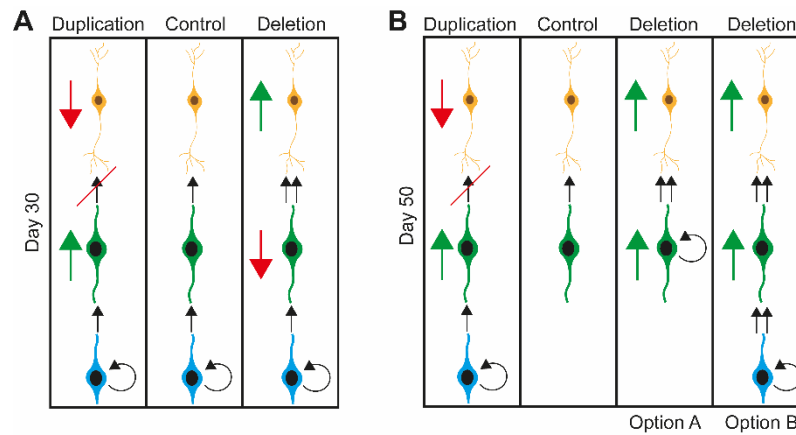 A
Duplication Control Deletion
Day 30
B
Duplication Control Deletion Deletion
Day 50
Option A Option B